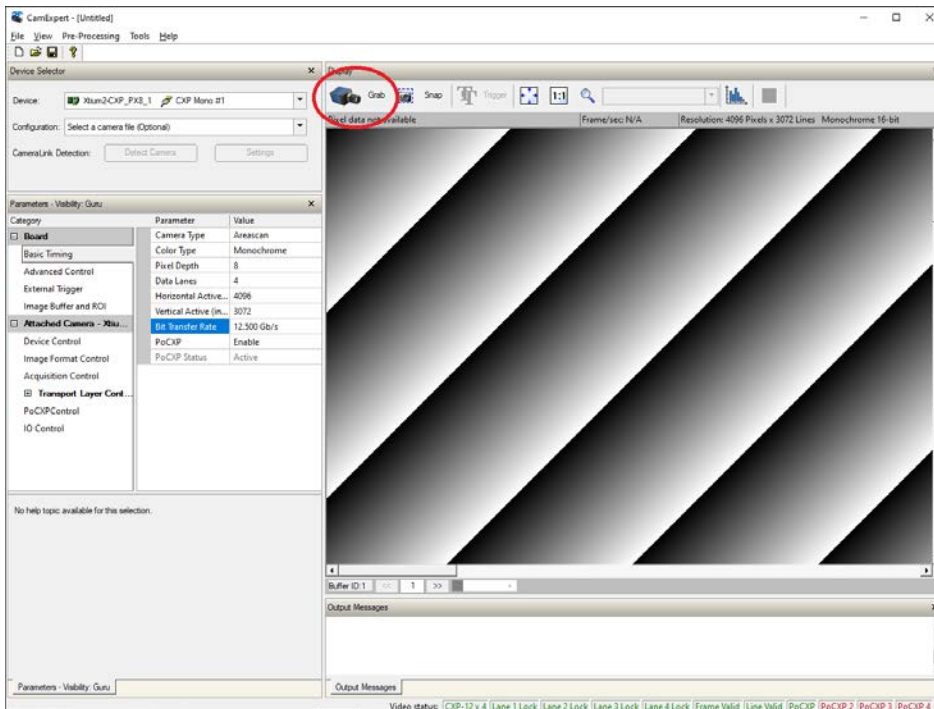 CamExpert - [Untitled]
File View Pre-Processing Tools Help
Device Selector
Device: Xtium2-CXP_PX8_1 CXP Mono #1
Configuration: Select a camera file (Optional)
CameraLink Detection: Detect Camera Settings
Parameters - Visibility: Guru
Category Parameter Value
Board Camera Type Areascan
Basic Timing Color Type Monochrome
Advanced Control Pixel Depth 8
External Trigger Data Lanes 4
Image Buffer and ROI Horizontal Active... 4096
Vertical Active (in... 3072
Attached Camera - Xtiu... Bit Transfer Rate 12.500 Gb/s
Device Control PoCXP Enable
Image Format Control PoCXP Status Active
Acquisition Control
Transport Layer Cont...
PoCXPControl
IO Control
No help topic available for this selection.
Parameters - Visibility: Guru
Display
Grab Snap Trigger 1:1
Pixel data not available Frame/sec: N/A Resolution: 4096 Pixels x 3072 Lines Monochrome 16-bit
Buffer ID:1 << 1 >>
Output Messages
Output Messages
Video status: CXP-12 x 4 Lane 1 Lock Lane 2 Lock Lane 3 Lock Lane 4 Lock Frame Valid Line Valid PoCXP PoCXP 2 PoCXP 3 PoCXP 4